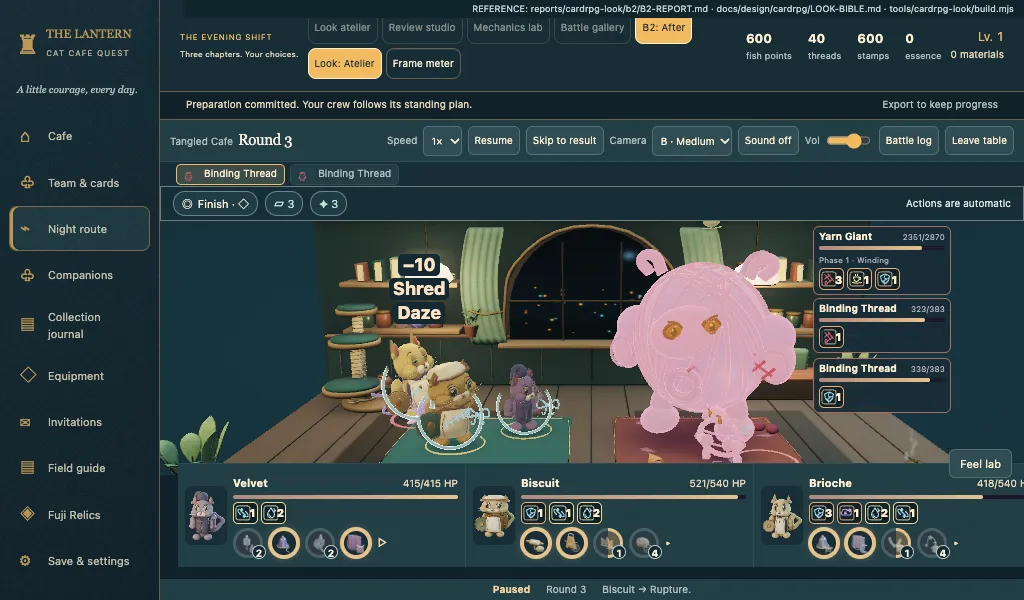 REFERENCE: reports/cardrpg-look/b2/B2-REPORT.md · docs/design/cardrpg/LOOK-BIBLE.md · tools/cardrpg-look/build.mjs
THE LANTERN
CAT CAFE QUEST
A little courage, every day.
Cafe
Team & cards
Night route
Companions
Collection journal
Equipment
Invitations
Field guide
Fuji Relics
Save & settings
THE EVENING SHIFT
Three chapters. Your choices.
Look atelier
Review studio
Mechanics lab
Battle gallery
B2: After
Look: Atelier
Frame meter
600 fish points
40 threads
600 stamps
0 essence
Lv. 1
0 materials
Preparation committed. Your crew follows its standing plan.
Export to keep progress
Tangled Cafe Round 3
Speed 1x
Resume
Skip to result
Camera B · Medium
Sound off
Vol
Battle log
Leave table
Binding Thread
Binding Thread
Finish ·
3
3
Actions are automatic
−10
Shred
Daze
Yarn Giant 2351/2870
Phase 1 · Winding
3 1 1
Binding Thread 323/383
1
Binding Thread 338/383
1
Feel lab
Velvet 415/415 HP
1 2
2 2
Biscuit 521/540 HP
1 1 2
1 4
Brioche 418/540 H
3 1 2 1
1 4
Paused Round 3 Biscuit → Rupture.